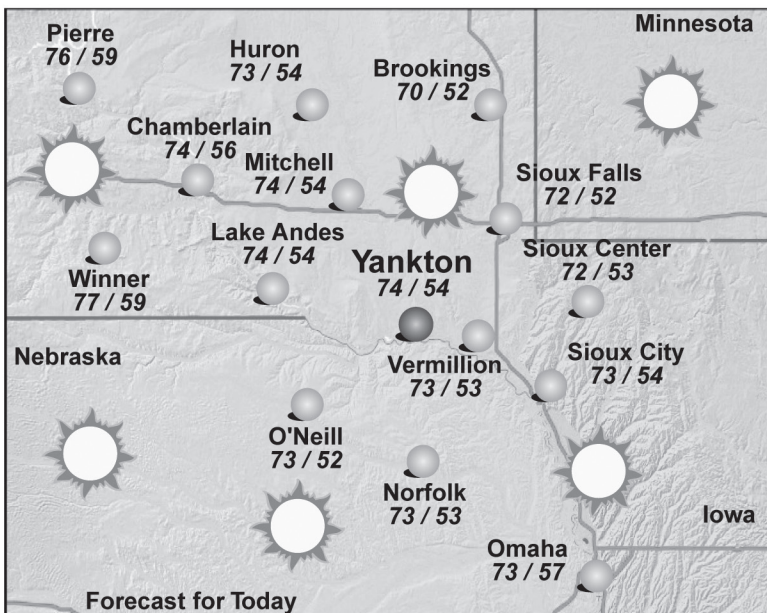 Minnesota
Pierre
76 / 59
Huron
73 / 54
Brookings
70 / 52
Chamberlain
74 / 56
Mitchell
74 / 54
Sioux Falls
72 / 52
Lake Andes
74 / 54
Yankton
74 / 54
Sioux Center
72 / 53
Winner
77 / 59
Nebraska
Vermillion
73 / 53
Sioux City
73 / 54
O'Neill
73 / 52
Norfolk
73 / 53
Iowa
Omaha
73 / 57
Forecast for Today